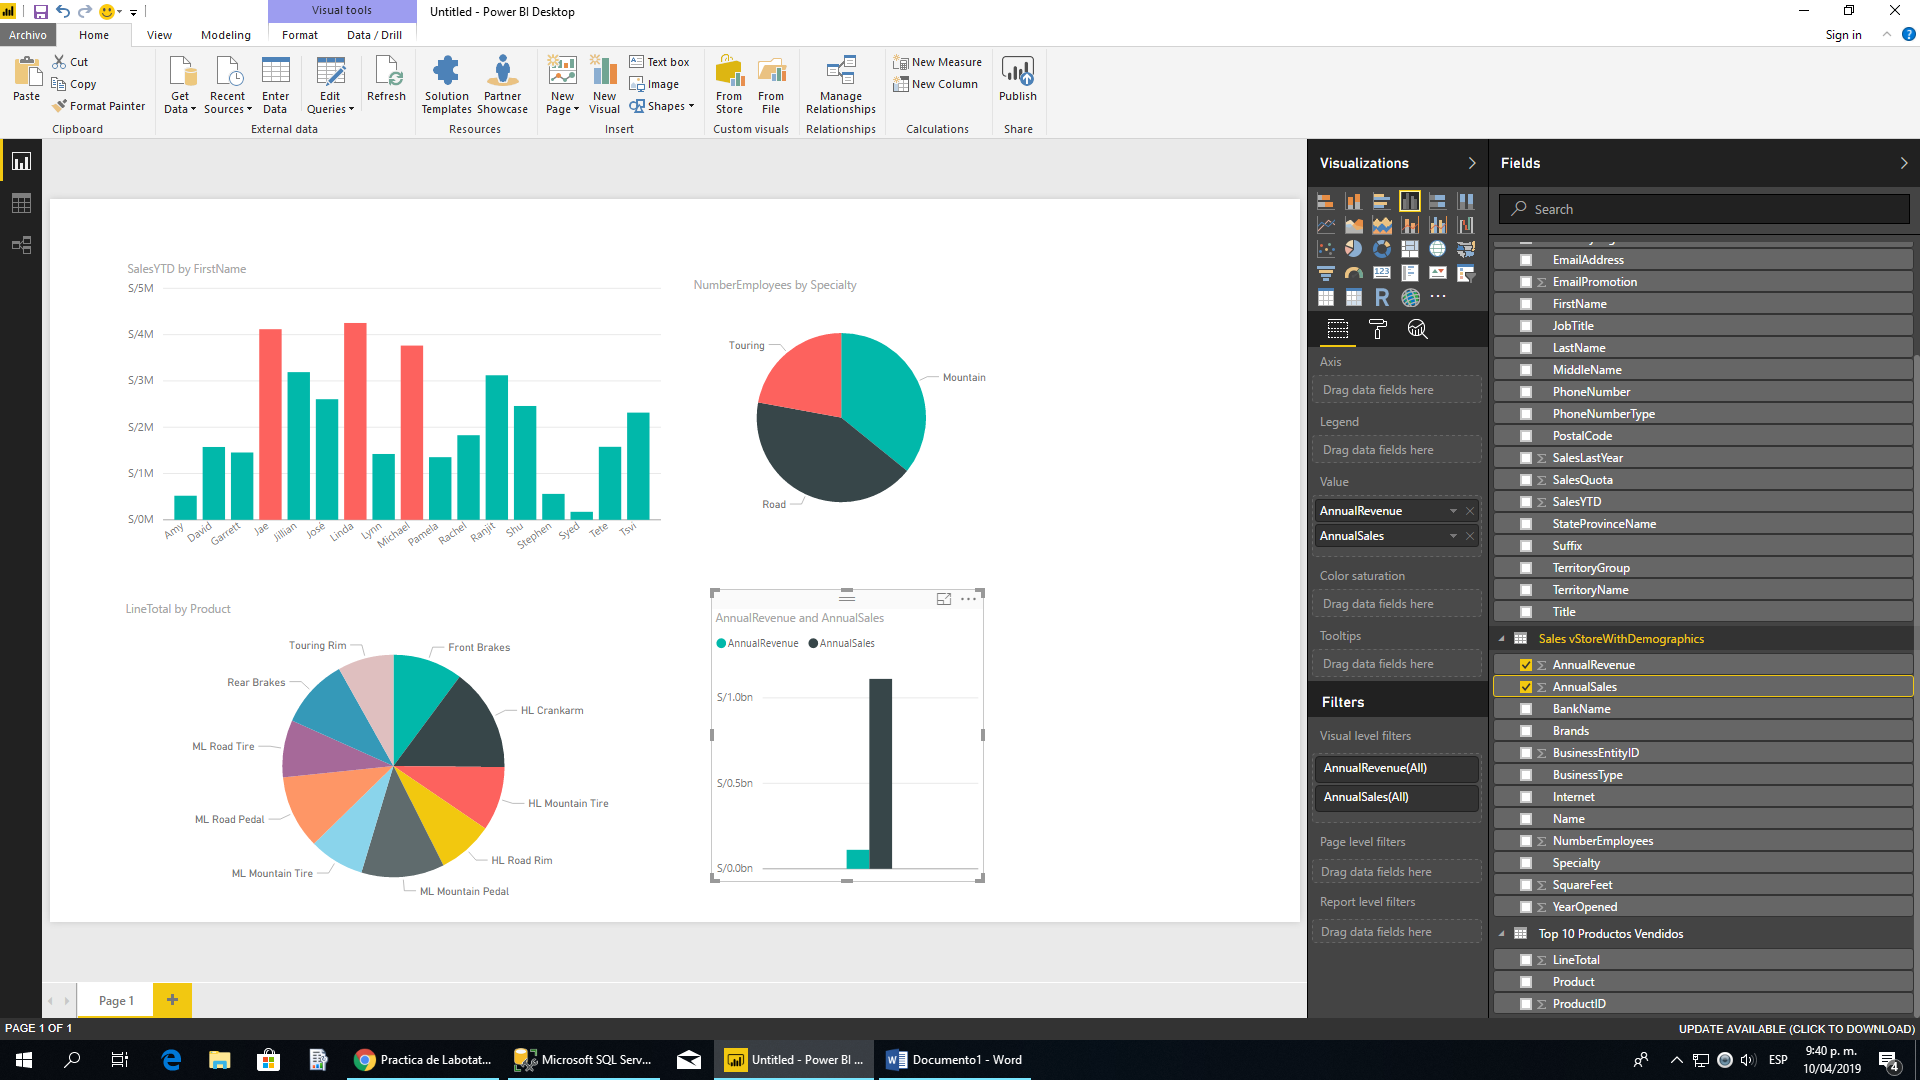 Visual tools
Untitled - Power BI Desktop
Archivo
Home
View
Modeling
Format
Data / Drill
Sign in
Paste
Cut
Copy
Format Painter
Clipboard
Get Data
Recent Sources
Enter Data
Edit Queries
Refresh
External data
Solution Templates
Partner Showcase
Resources
New Page
New Visual
Text box
Image
Shapes
Insert
From Store
From File
Custom visuals
Manage Relationships
Relationships
New Measure
New Column
Calculations
Publish
Share
SalesYTD by FirstName
S/5M
S/4M
S/3M
S/2M
S/1M
S/0M
Amy
David
Garrett
Jae
Jillian
José
Linda
Lynn
Michael
Pamela
Rachel
Ranjit
Shu
Stephen
Syed
Tete
Tsvi
NumberEmployees by Specialty
Touring
Mountain
Road
LineTotal by Product
Touring Rim
Front Brakes
Rear Brakes
HL Crankarm
ML Road Tire
HL Mountain Tire
ML Road Pedal
HL Road Rim
ML Mountain Tire
ML Mountain Pedal
AnnualRevenue and AnnualSales
AnnualRevenue
AnnualSales
S/1.0bn
S/0.5bn
S/0.0bn
Page 1
PAGE 1 OF 1
Visualizations
Axis
Drag data fields here
Legend
Drag data fields here
Value
AnnualRevenue
AnnualSales
Color saturation
Drag data fields here
Tooltips
Drag data fields here
Filters
Visual level filters
AnnualRevenue(All)
AnnualSales(All)
Page level filters
Drag data fields here
Report level filters
Drag data fields here
Fields
Search
EmailAddress
EmailPromotion
FirstName
JobTitle
LastName
MiddleName
PhoneNumber
PhoneNumberType
PostalCode
SalesLastYear
SalesQuota
SalesYTD
StateProvinceName
Suffix
TerritoryGroup
TerritoryName
Title
Sales vStoreWithDemographics
AnnualRevenue
AnnualSales
BankName
Brands
BusinessEntityID
BusinessType
Internet
Name
NumberEmployees
Specialty
SquareFeet
YearOpened
Top 10 Productos Vendidos
LineTotal
Product
ProductID
UPDATE AVAILABLE (CLICK TO DOWNLOAD)
Practica de Labotat...
Microsoft SQL Serv...
Untitled - Power BI ...
Documento1 - Word
ESP
9:40 p. m.
10/04/2019
4